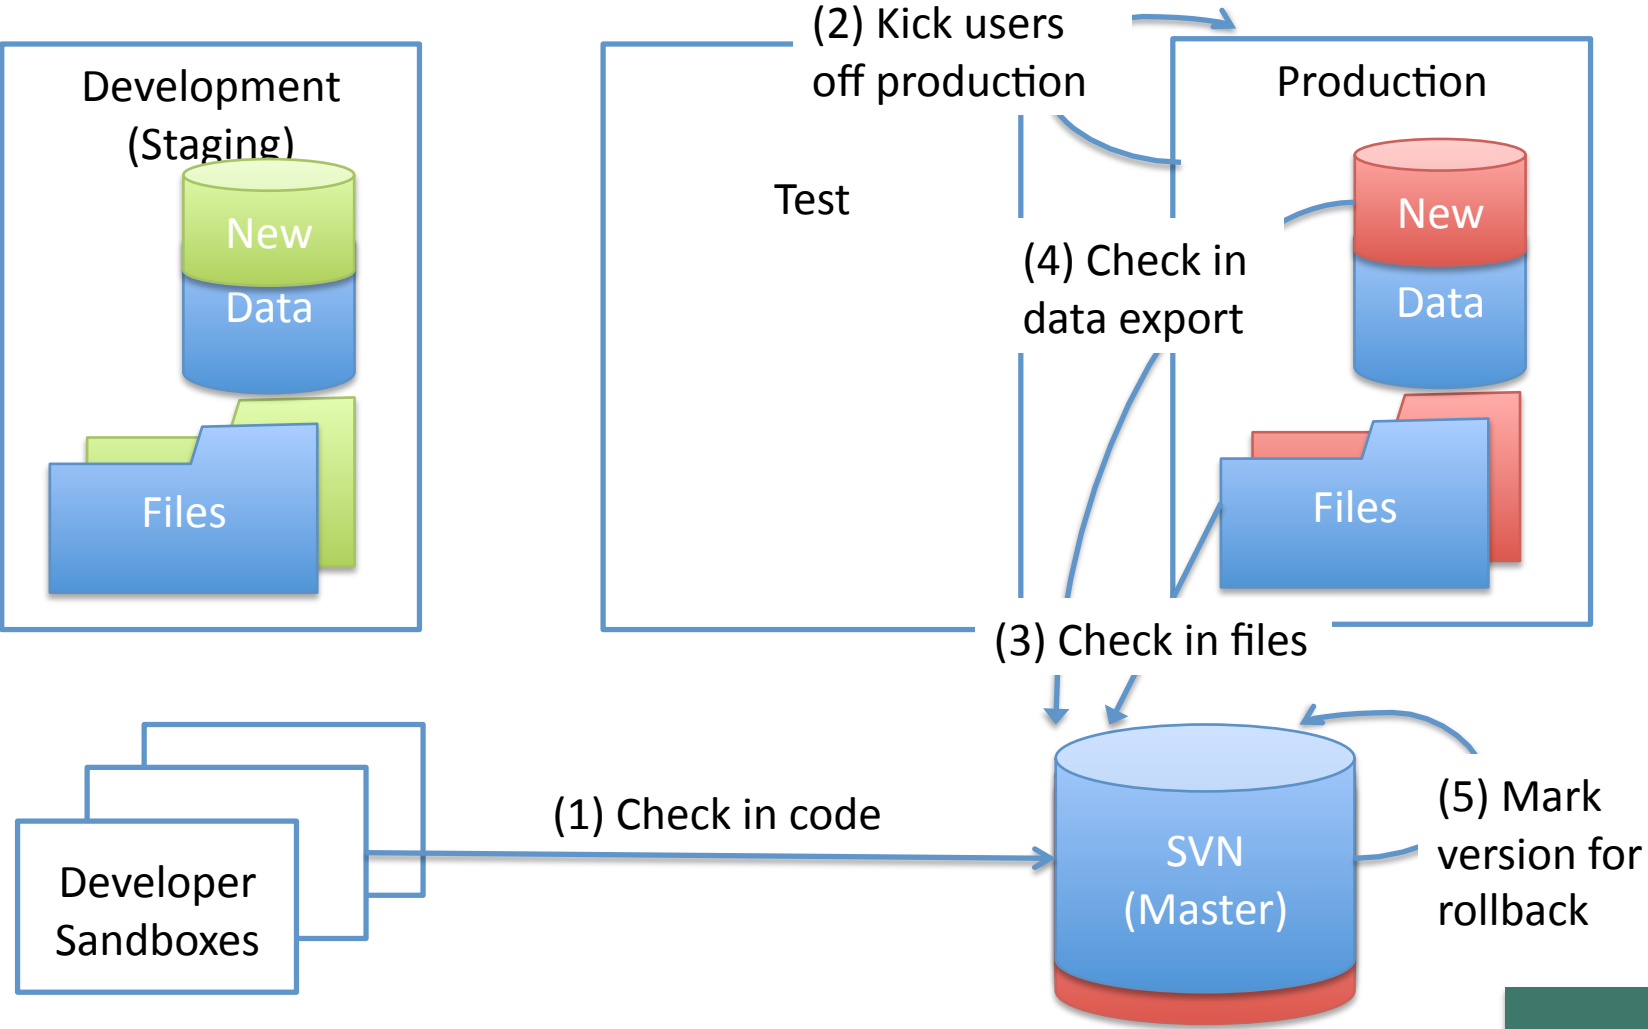 (2) Kick users
off production
Development
(Staging)
Production
Test
New
Data
Files
(4) Check in
data export
New
Data
Files
(3) Check in files
(1) Check in code
Developer
Sandboxes
SVN
(Master)
(5) Mark
version for
rollback